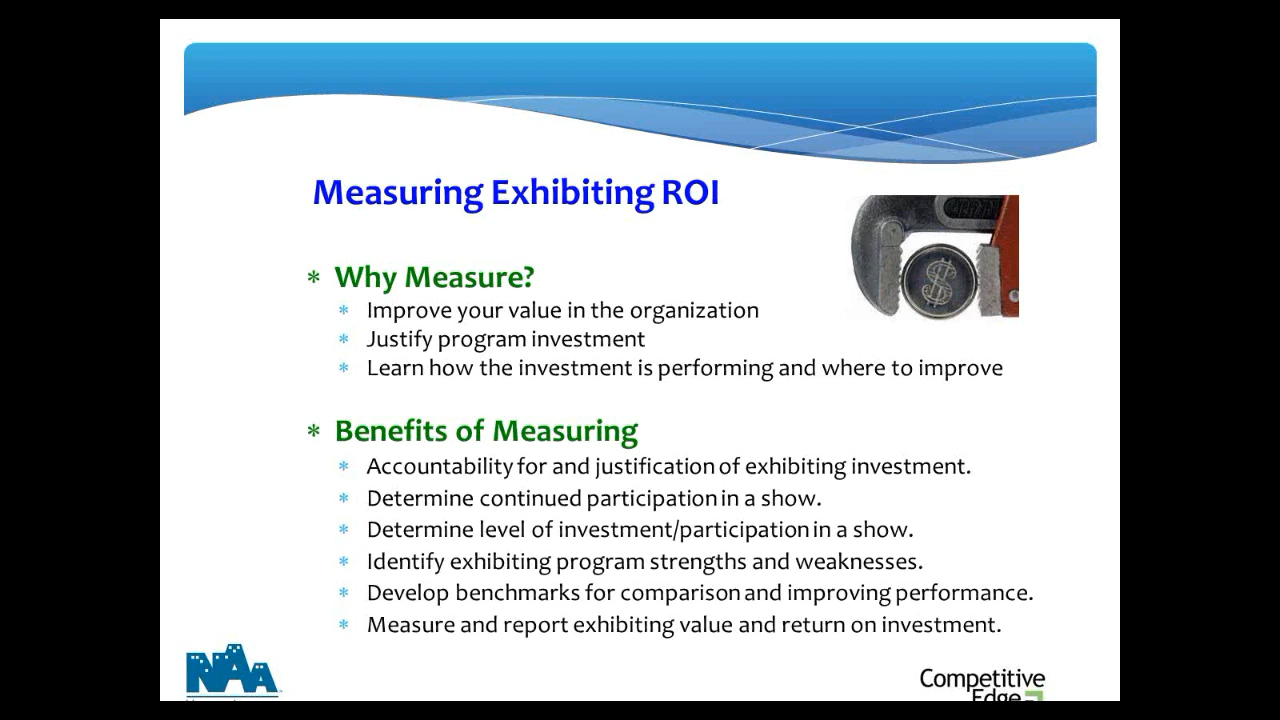 Measuring Exhibiting ROI
* Why Measure?
* Improve your value in the organization
* Justify program investment
* Learn how the investment is performing and where to improve
* Benefits of Measuring
* Accountability for and justification of exhibiting investment.
* Determine continued participation in a show.
* Determine level of investment/participation in a show.
* Identify exhibiting program strengths and weaknesses.
* Develop benchmarks for comparison and improving performance.
* Measure and report exhibiting value and return on investment.
NAA
Competitive
Edge